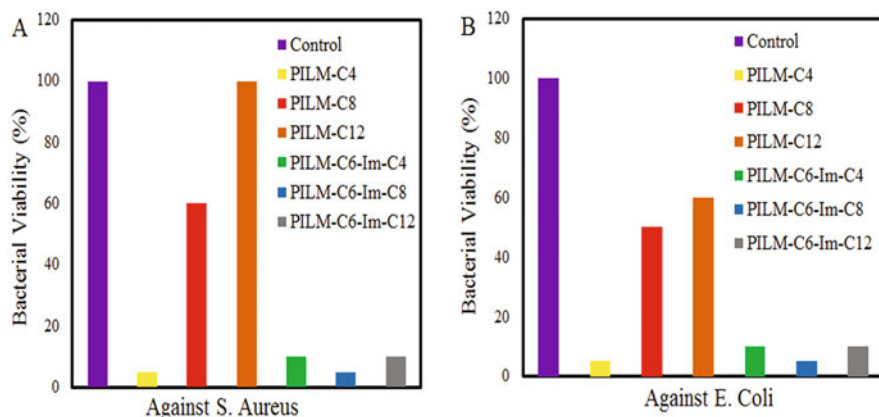 A
120
100
80
60
40
20
0
Bacterial Viability (%)
Control
PILM-C4
PILM-C8
PILM-C12
PILM-C6-Im-C4
PILM-C6-Im-C8
PILM-C6-Im-C12
Against S. Aureus
B
120
100
80
60
40
20
0
Bacterial Viability (%)
Control
PILM-C4
PILM-C8
PILM-C12
PILM-C6-Im-C4
PILM-C6-Im-C8
PILM-C6-Im-C12
Against E. Coli